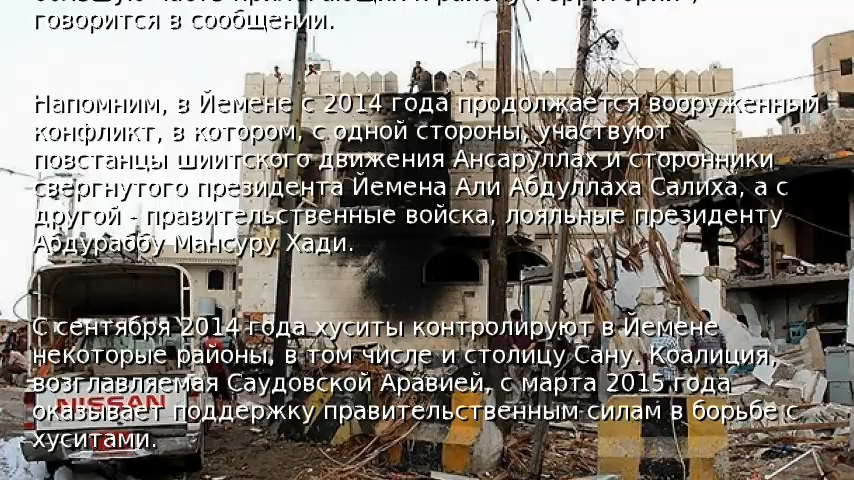 говорится в сообщении.
Напомним, в Йемене с 2014 года продолжается вооруженный
конфликт, в котором, с одной стороны, участвуют
повстанцы шиитского движения Ансаруллах и сторонники
свергнутого президента Йемена Али Абдуллаха Салиха, а с
другой - правительственные войска, лояльные президенту
Абдураббу Мансуру Хади.
С сентября 2014 года хуситы контролируют в Йемене
некоторые районы, в том числе и столицу Сану. Коалиция,
возглавляемая Саудовской Аравией, с марта 2015 года
оказывает поддержку правительственным силам в борьбе с
NISSAN
хуситами.